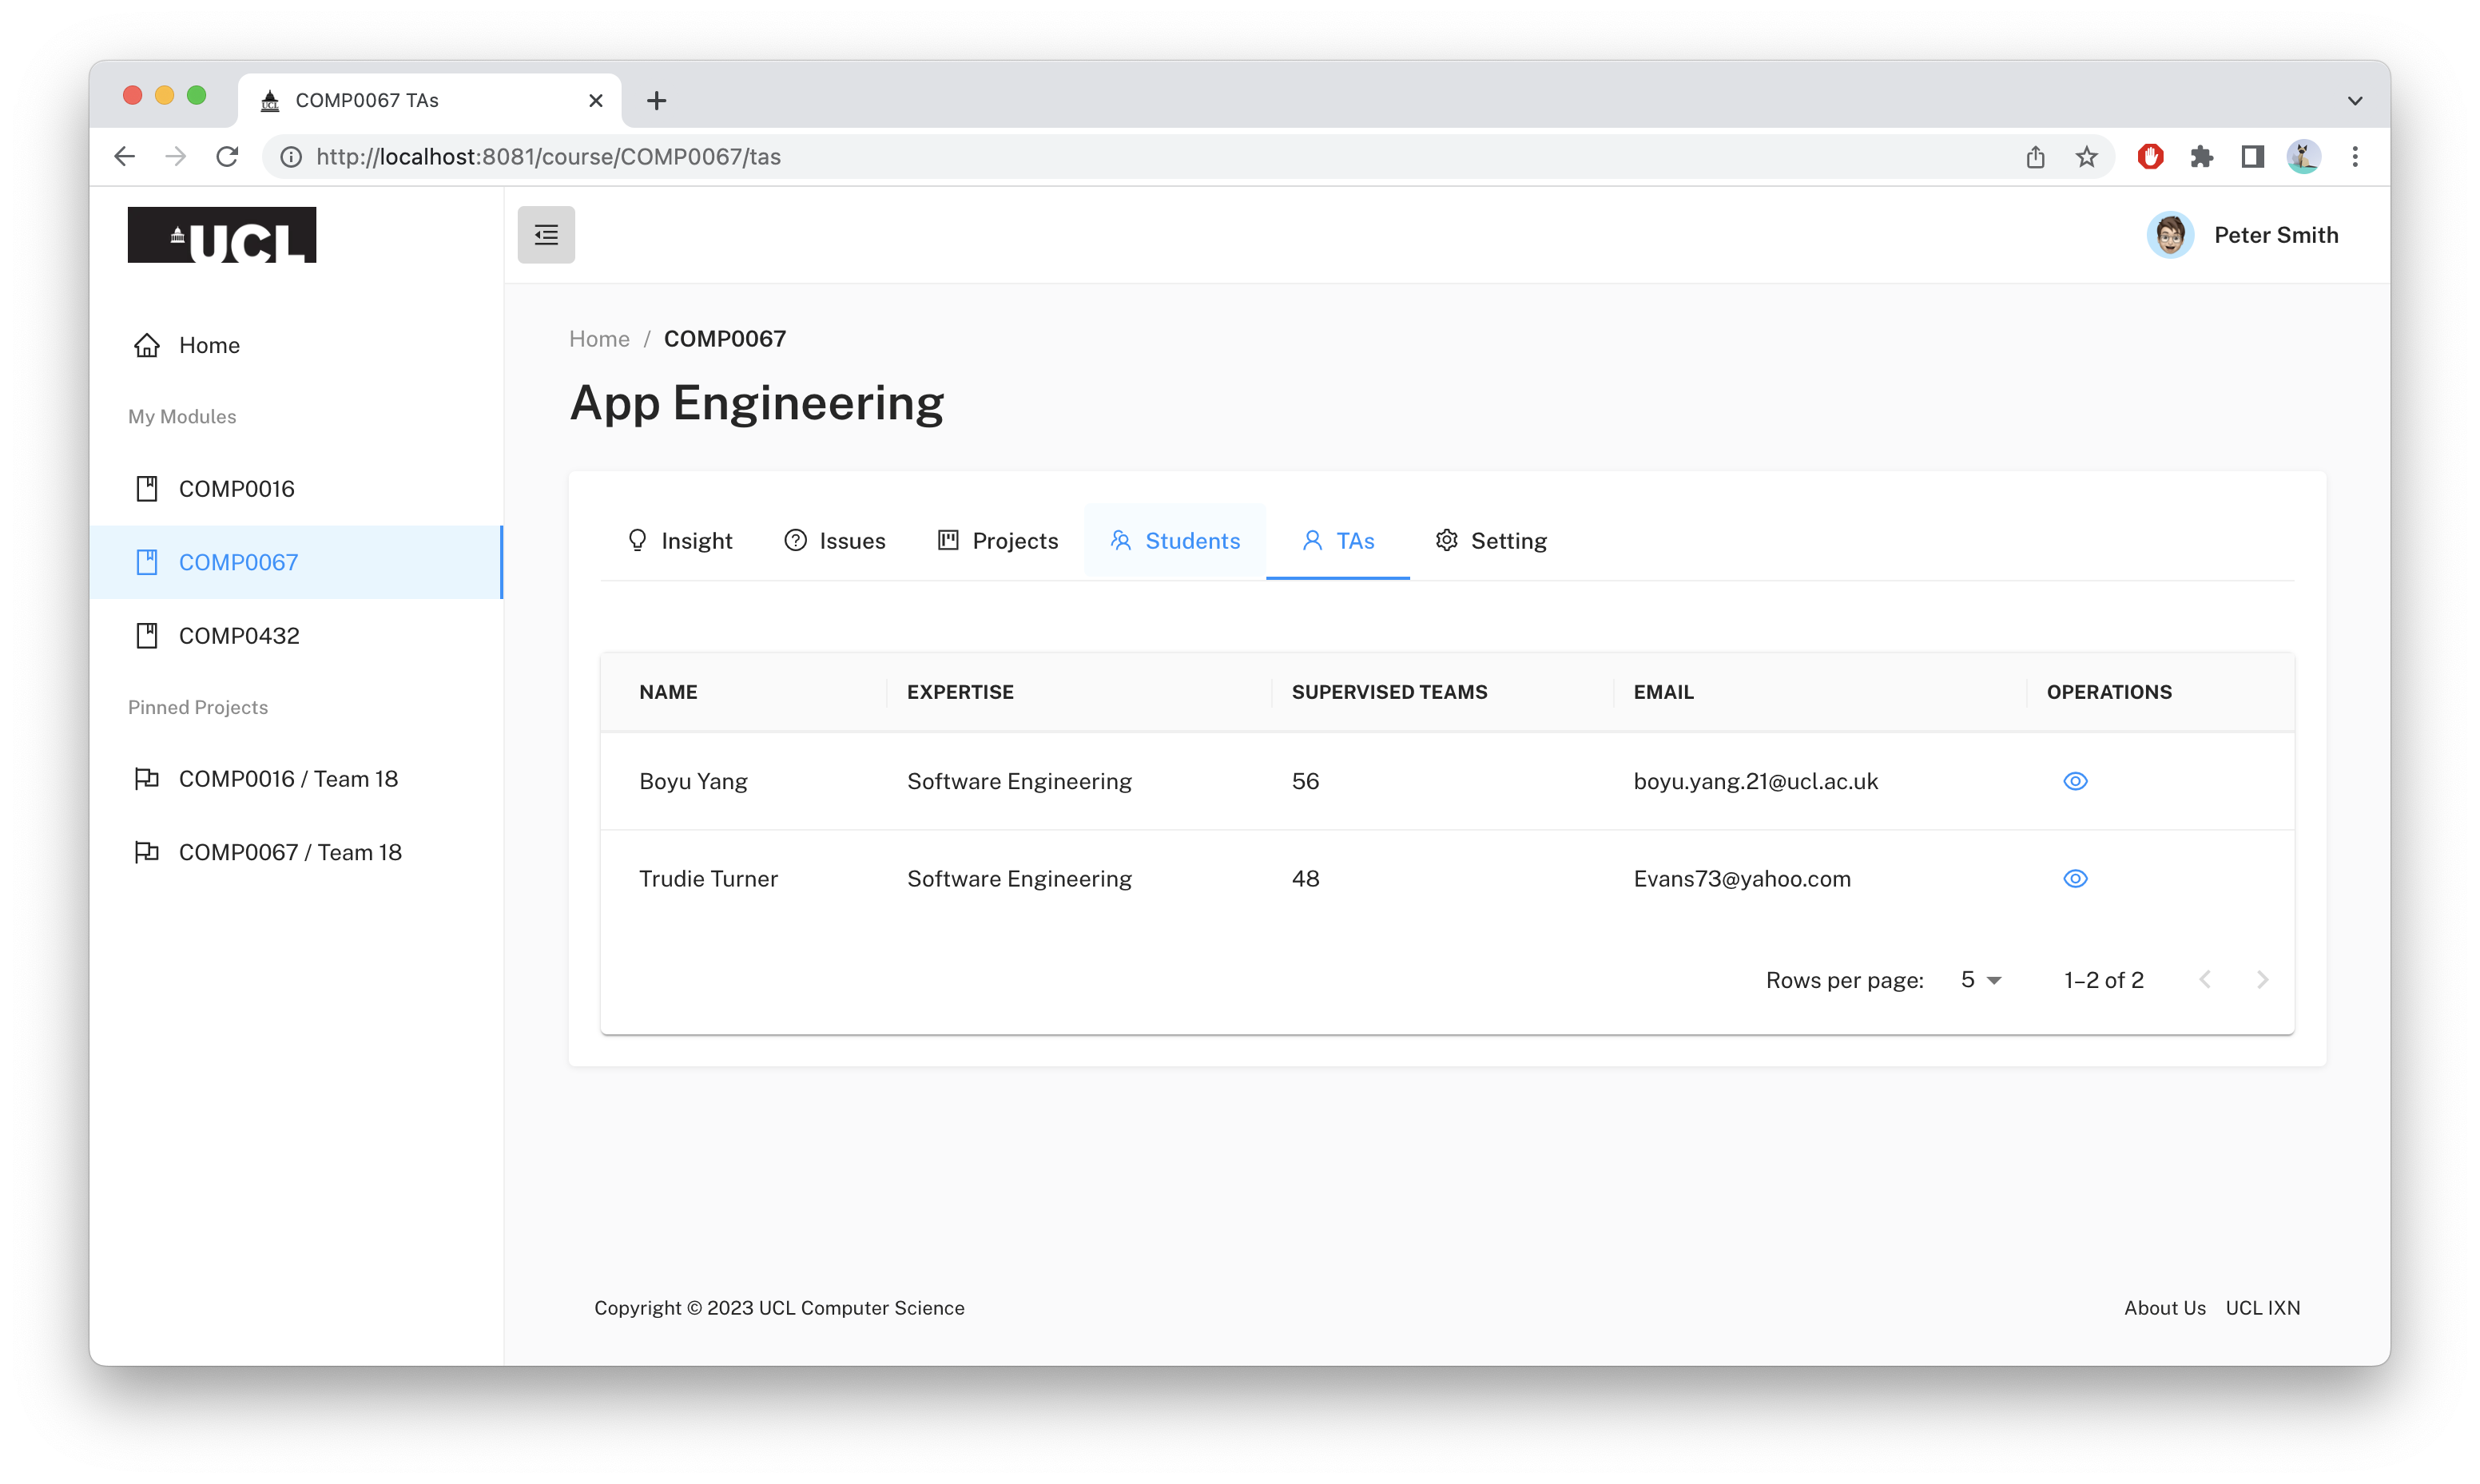 COMP0067 TAs
http://localhost:8081/course/COMP0067/tas
UCL
Peter Smith
Home
My Modules
COMP0016
COMP0067
COMP0432
Pinned Projects
COMP0016 / Team 18
COMP0067 / Team 18
Home / COMP0067
App Engineering
Insight Issues Projects Students TAs Setting
NAME EXPERTISE SUPERVISED TEAMS EMAIL OPERATIONS
Boyu Yang Software Engineering 56 boyu.yang.21@ucl.ac.uk
Trudie Turner Software Engineering 48 Evans73@yahoo.com
Rows per page: 5 1–2 of 2
Copyright © 2023 UCL Computer Science
About Us UCL IXN